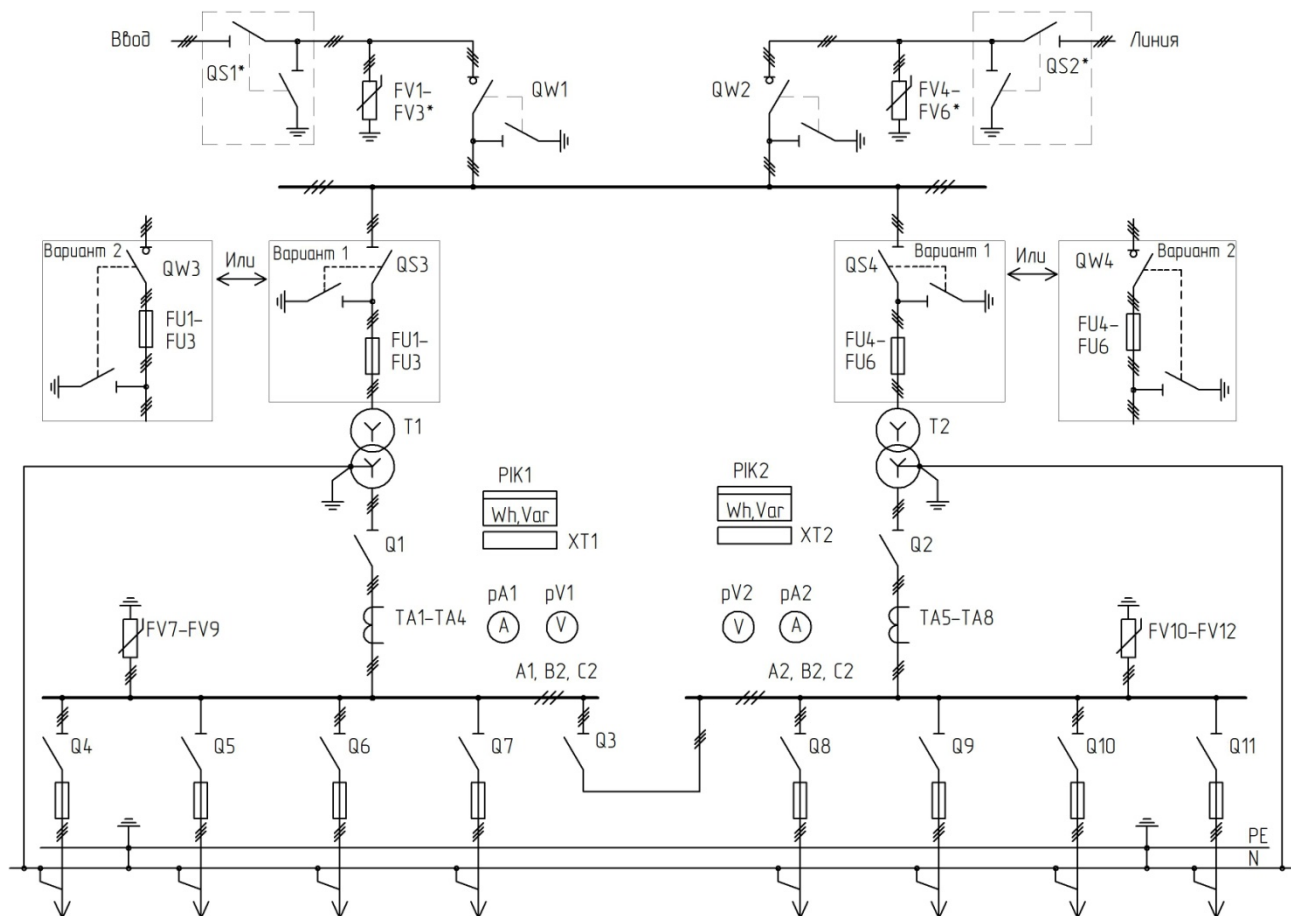 Ввод
QS1*
FV1-
FV3*
QW1
QW2
FV4-
FV6*
QS2*
Линия
Вариант 2
QW3
FU1-
FU3
Или
Вариант 1
QS3
FU1-
FU3
QS4
Вариант 1
FU4-
FU6
Или
QW4
Вариант 2
FU4-
FU6
T1
T2
PIK1
Wh,Var
XT1
PIK2
Wh,Var
XT2
Q1
Q2
pA1
A
pV1
V
pV2
V
pA2
A
TA1-TA4
TA5-TA8
FV7-FV9
FV10-FV12
A1, B2, C2
A2, B2, C2
Q4
Q5
Q6
Q7
Q3
Q8
Q9
Q10
Q11
PE
N